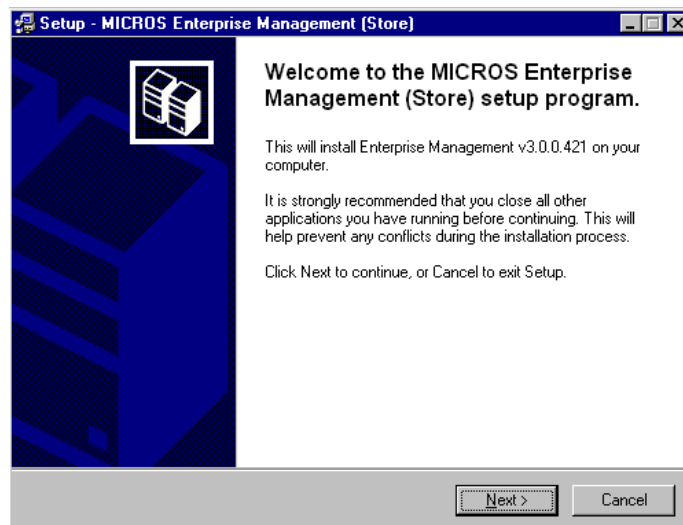 Setup - MICROS Enterprise Management (Store)
Welcome to the MICROS Enterprise
Management (Store) setup program.
This will install Enterprise Management v3.0.0.421 on your
computer.
It is strongly recommended that you close all other
applications you have running before continuing. This will
help prevent any conflicts during the installation process.
Click Next to continue, or Cancel to exit Setup.
Next > Cancel